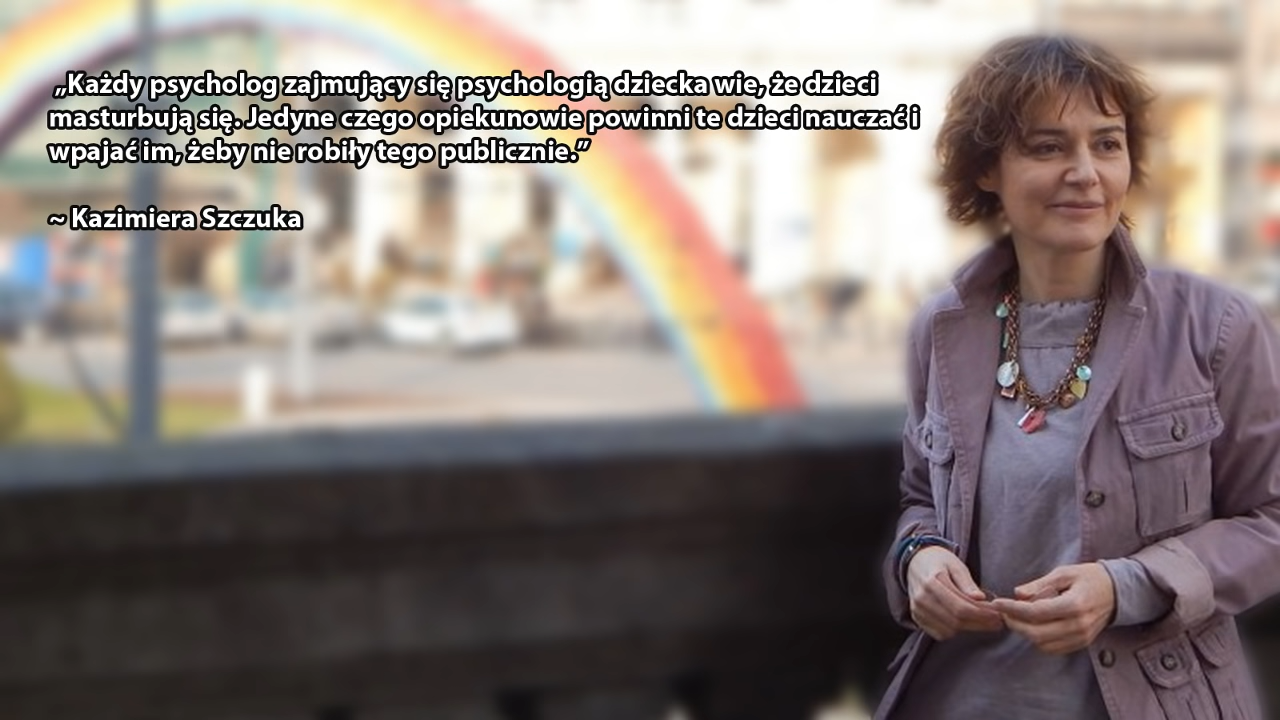 „Każdy psycholog zajmujący się psychologią dziecka wie, że dzieci
masturbują się. Jedyne czego opiekunowie powinni te dzieci nauczać i
wpajać im, żeby nie robiły tego publicznie.”
~ Kazimiera Szczuka